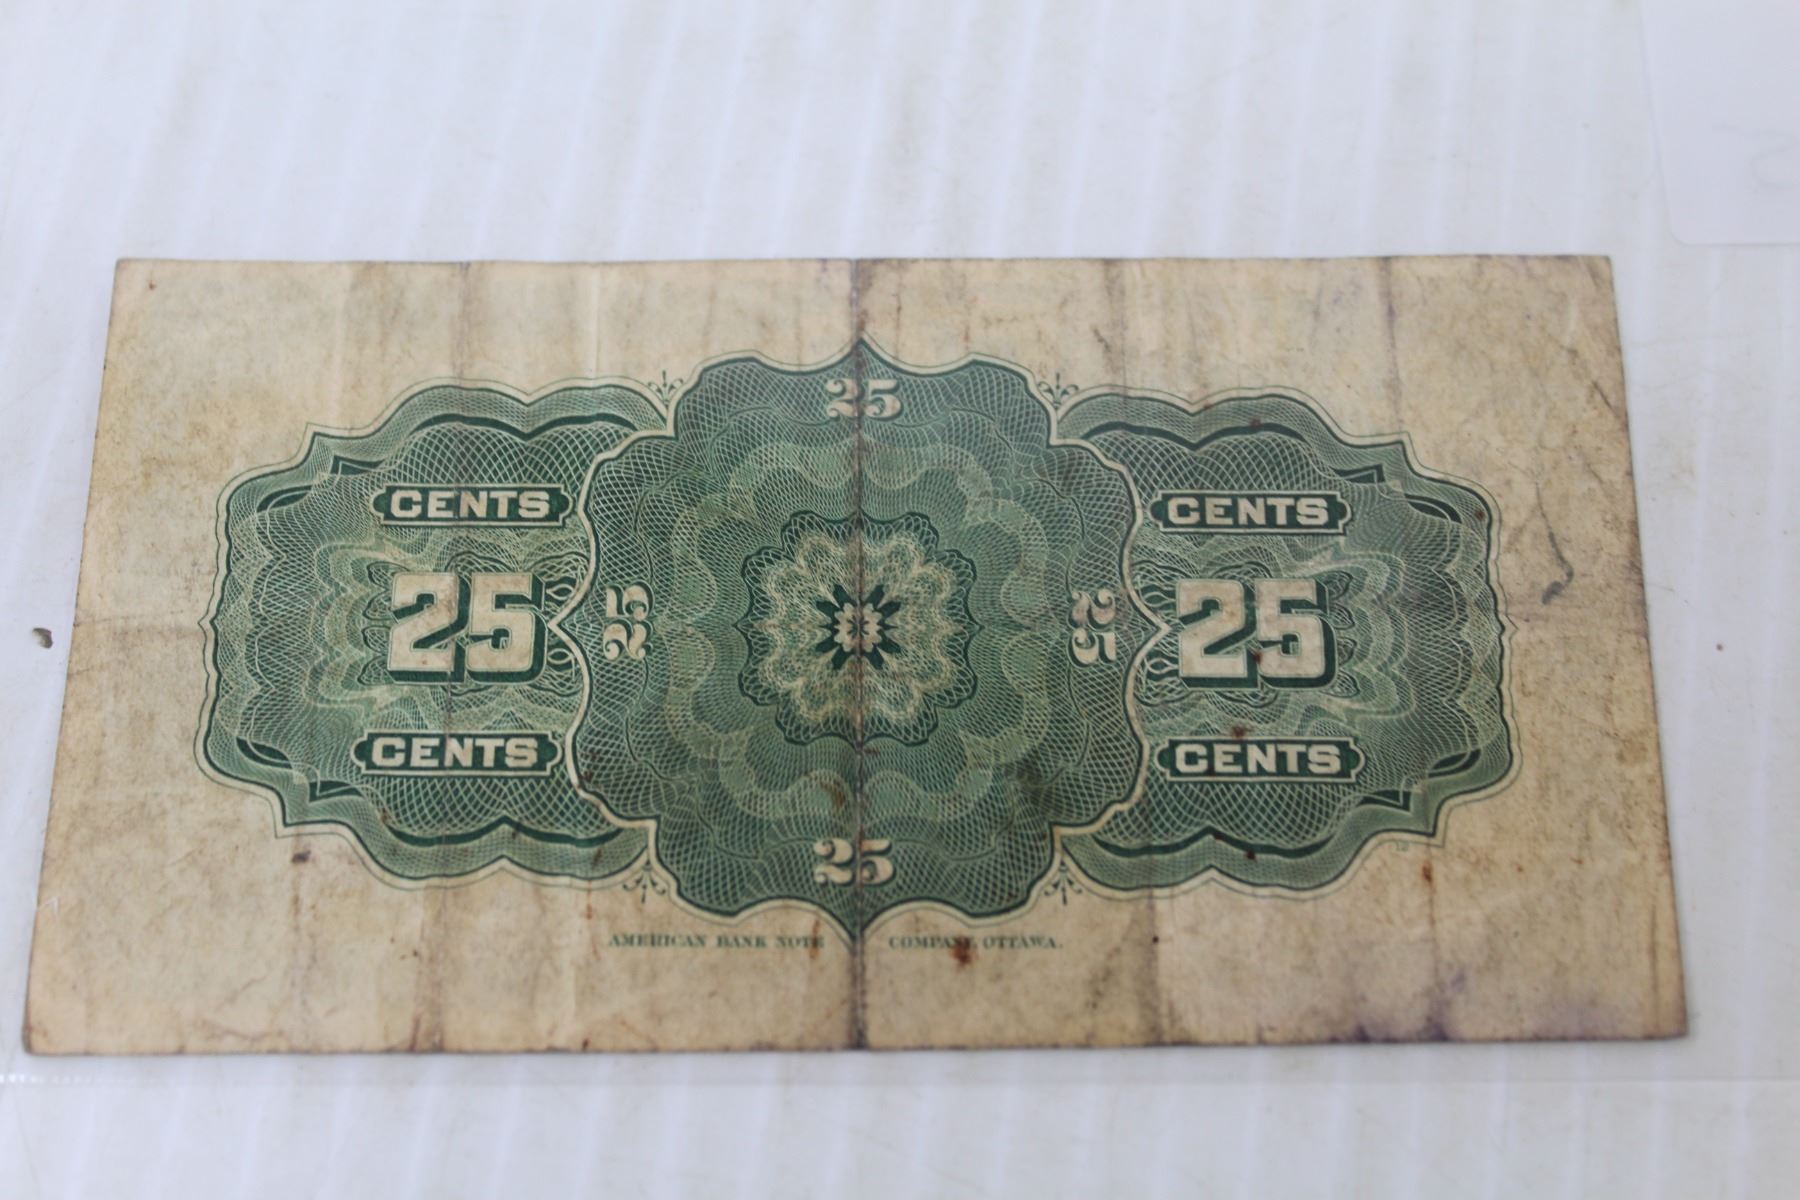 25
CENTS CENTS
25 25 25 25
CENTS CENTS
25
AMERICAN BANK NOTE COMPANY, OTTAWA.